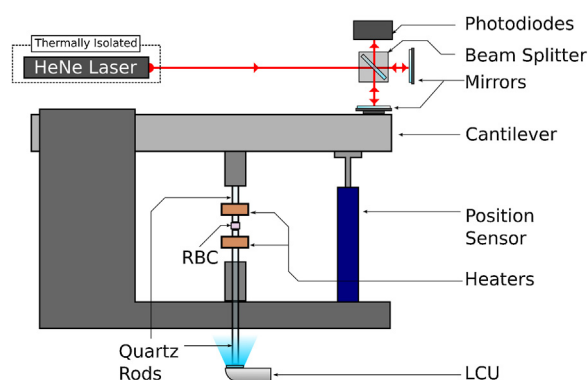 Photodiodes
Thermally Isolated
HeNe Laser
Beam Splitter
Mirrors
Cantilever
Position
Sensor
RBC
Heaters
Quartz
Rods
LCU